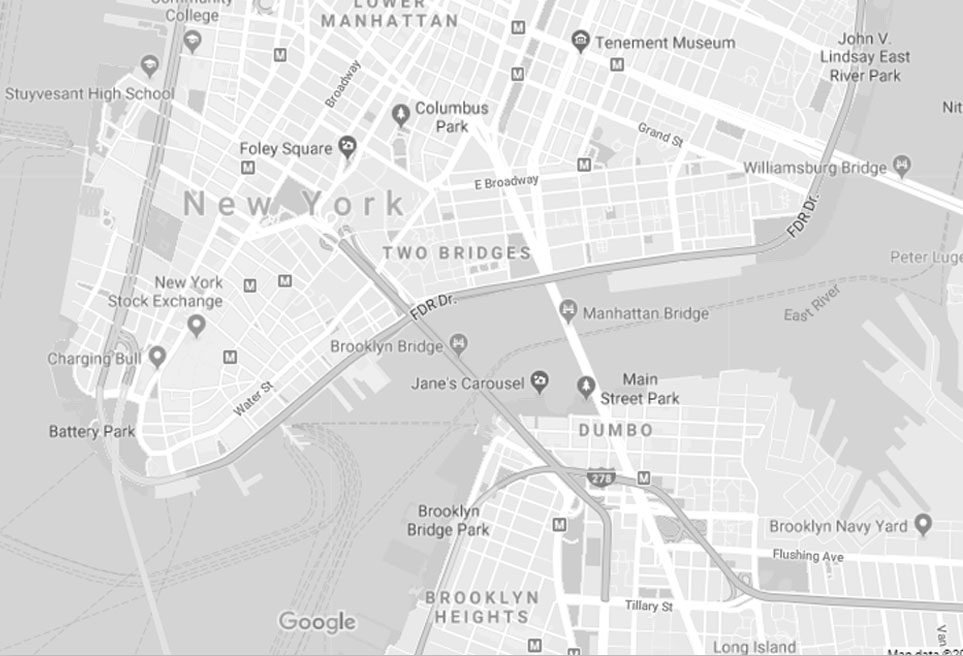 Community
College
LOWER
MANHATTAN
Tenement Museum
John V.
Lindsay East
River Park
Stuyvesant High School
Broadway
Columbus
Park
Grand St
Nit
Foley Square
Williamsburg Bridge
E Broadway
New York
FDR Dr.
TWO BRIDGES
Peter Luge
New York
Stock Exchange
East River
FDR Dr.
Manhattan Bridge
Brooklyn Bridge
Charging Bull
Jane's Carousel
Main
Street Park
Water St
Battery Park
DUMBO
278
Brooklyn
Bridge Park
Brooklyn Navy Yard
Flushing Ave
BROOKLYN
HEIGHTS
Tillary St
Google
Van
Long Island
Map data ©20